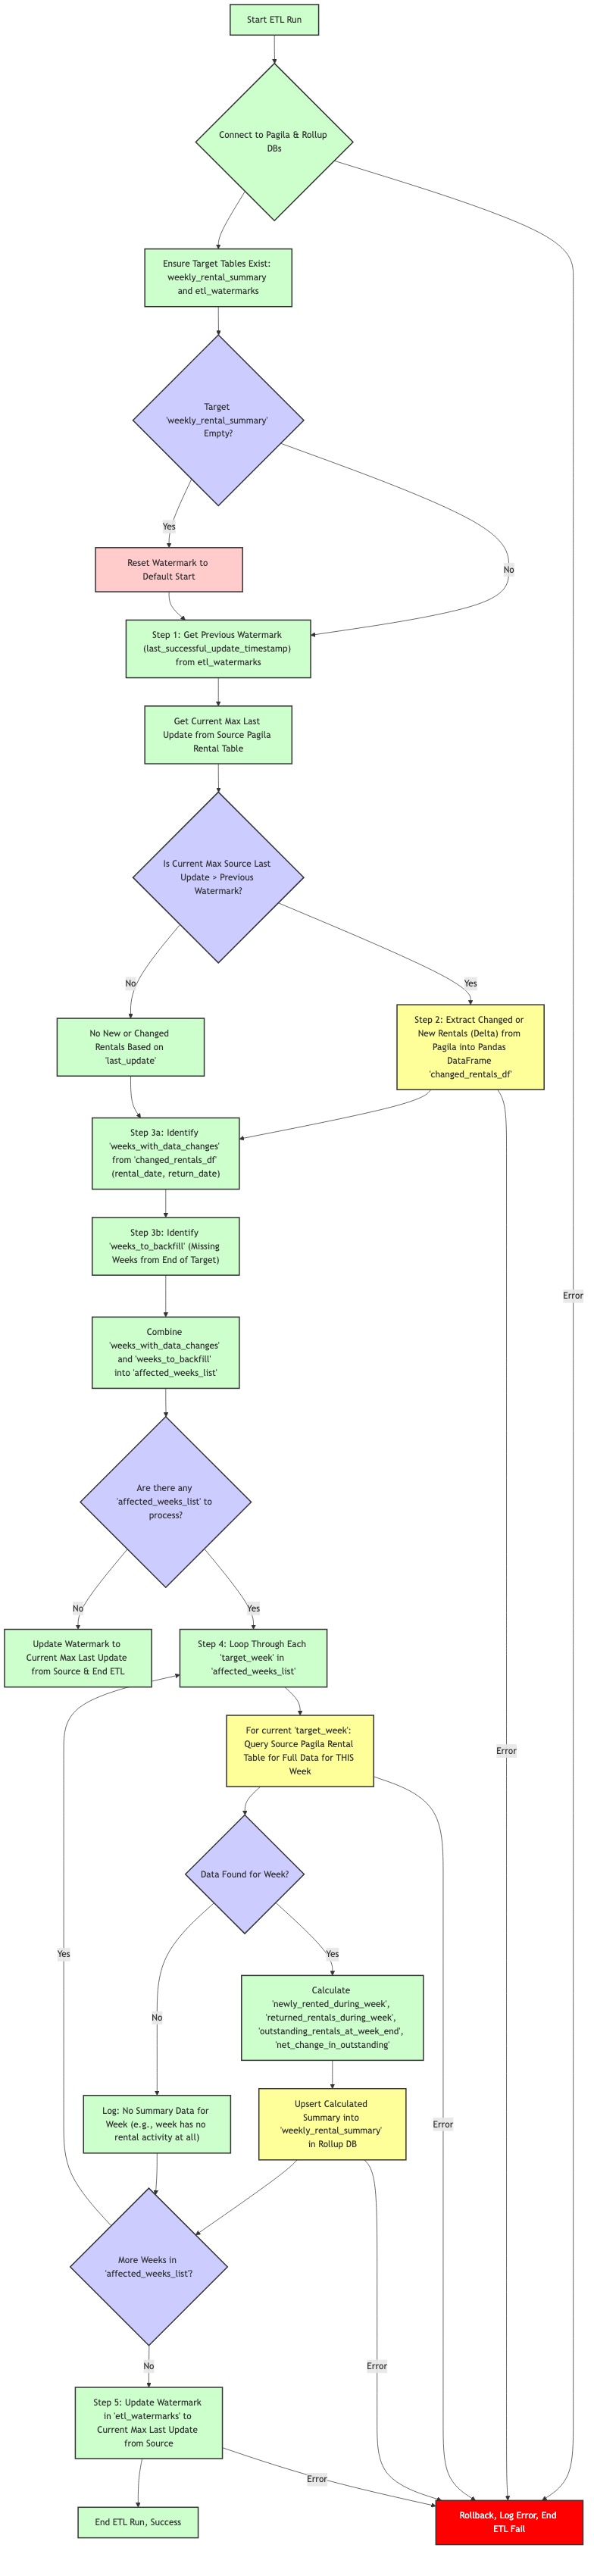 Start ETL Run
Connect to Pagila & Rollup
DBs
Ensure Target Tables Exist:
weekly_rental_summary
and etl_watermarks
Target
'weekly_rental_summary'
Empty?
Yes
Reset Watermark to
Default Start
No
Step 1: Get Previous Watermark
(last_successful_update_timestamp)
from etl_watermarks
Get Current Max Last
Update from Source Pagila
Rental Table
Is Current Max Source Last
Update > Previous
Watermark?
No
Yes
No New or Changed
Rentals Based on
'last_update'
Step 2: Extract Changed or
New Rentals (Delta) from
Pagila into Pandas
DataFrame
'changed_rentals_df'
Step 3a: Identify
'weeks_with_data_changes'
from 'changed_rentals_df'
(rental_date, return_date)
Step 3b: Identify
'weeks_to_backfill' (Missing
Weeks from End of Target)
Error
Combine
'weeks_with_data_changes'
and 'weeks_to_backfill'
into 'affected_weeks_list'
Are there any
'affected_weeks_list' to
process?
No
Yes
Update Watermark to
Current Max Last Update
from Source & End ETL
Step 4: Loop Through Each
'target_week' in
'affected_weeks_list'
For current 'target_week':
Query Source Pagila Rental
Table for Full Data for THIS
Week
Error
Data Found for Week?
Yes
Yes
No
Calculate
'newly_rented_during_week',
'returned_rentals_during_week',
'outstanding_rentals_at_week_end',
'net_change_in_outstanding'
Log: No Summary Data for
Week (e.g., week has no
rental activity at all)
Upsert Calculated
Summary into
'weekly_rental_summary'
in Rollup DB
Error
More Weeks in
'affected_weeks_list'?
No
Error
Step 5: Update Watermark
in 'etl_watermarks' to
Current Max Last Update
from Source
Error
End ETL Run, Success
Rollback, Log Error, End
ETL Fail